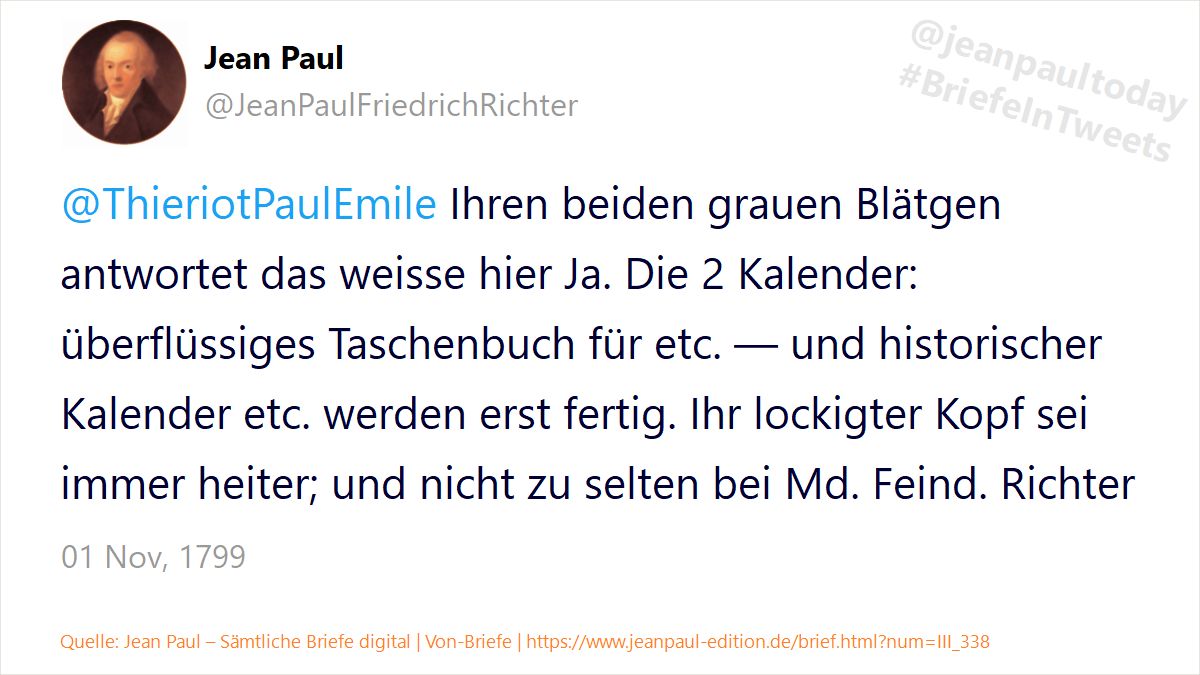 Jean Paul
@JeanPaulFriedrichRichter
@jeanpaultoday
#BriefeInTweets
@ThieriotPaulEmile Ihren beiden grauen Blätgen
antwortet das weisse hier Ja. Die 2 Kalender:
überflüssiges Taschenbuch für etc. — und historischer
Kalender etc. werden erst fertig. Ihr lockigter Kopf sei
immer heiter; und nicht zu selten bei Md. Feind. Richter
01 Nov, 1799
Quelle: Jean Paul – Sämtliche Briefe digital | Von-Briefe | https://www.jeanpaul-edition.de/brief.html?num=III_338